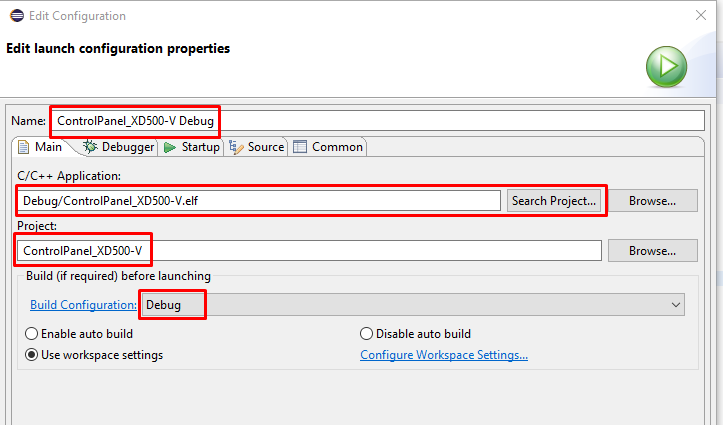 Edit Configuration
Edit launch configuration properties
Name: ControlPanel_XD500-V Debug
Main Debugger Startup Source Common
C/C++ Application:
Debug/ControlPanel_XD500-V.elf Search Project... Browse...
Project:
ControlPanel_XD500-V Browse...
Build (if required) before launching
Build Configuration: Debug
Enable auto build Disable auto build
Use workspace settings Configure Workspace Settings...